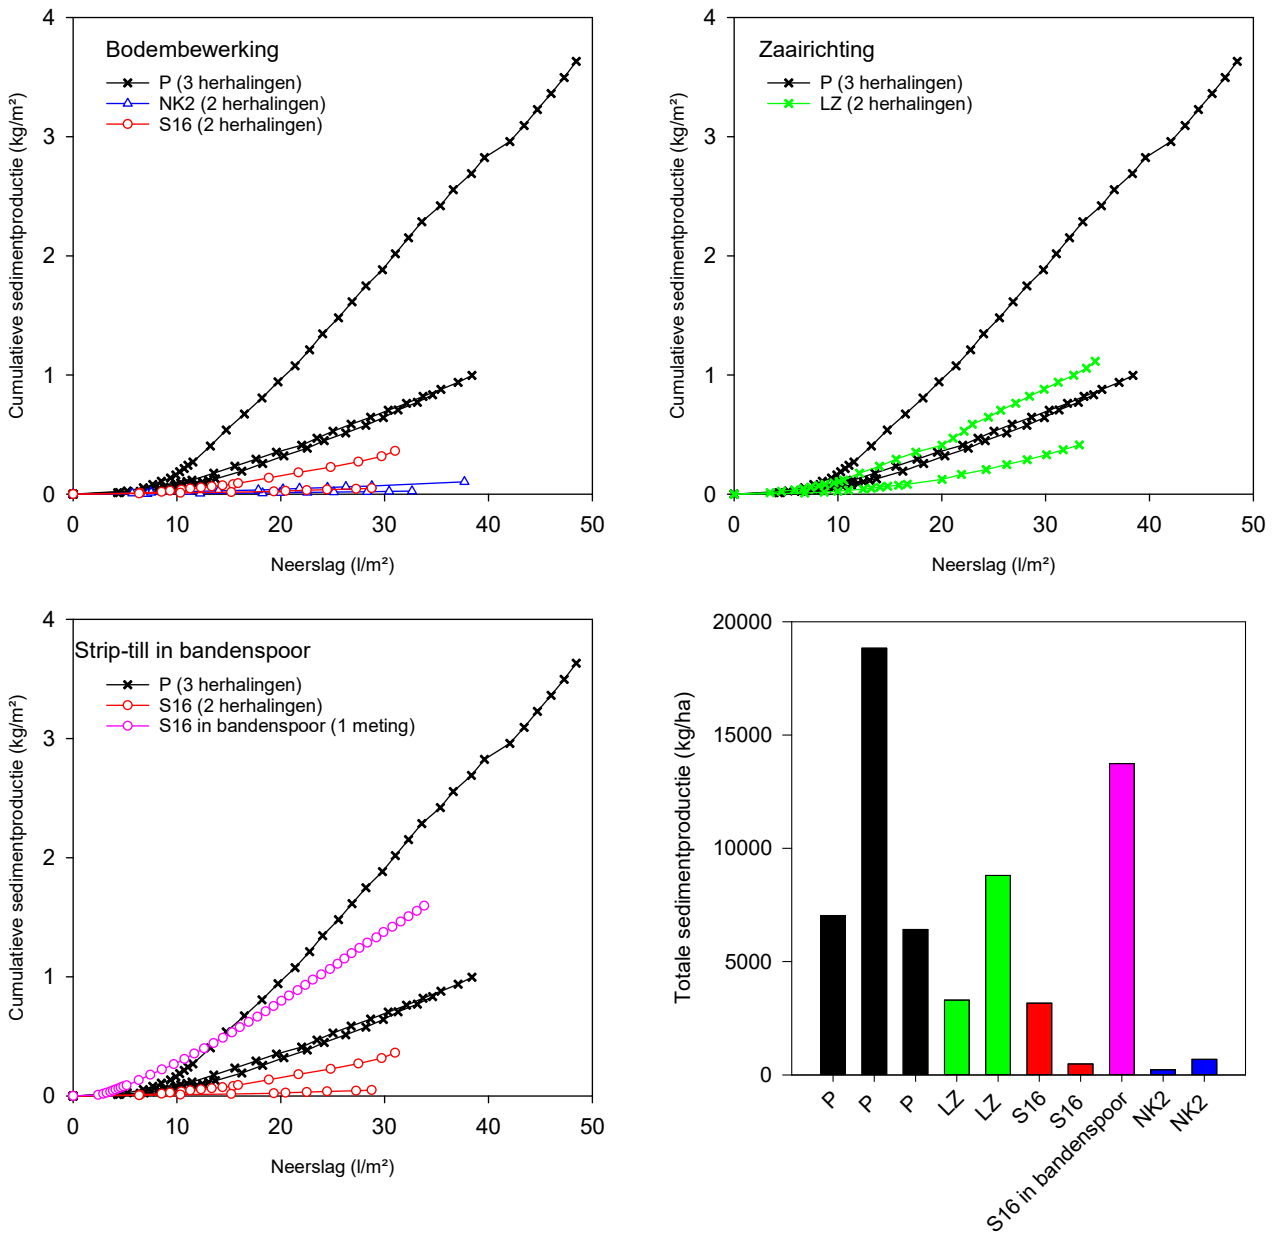 Bodembewerking
P (3 herhalingen)
NK2 (2 herhalingen)
S16 (2 herhalingen)
Cumulatieve sedimentproductie (kg/m²)
4
3
2
1
0
0 10 20 30 40 50
Neerslag (l/m²)
Zaairichting
P (3 herhalingen)
LZ (2 herhalingen)
Cumulatieve sedimentproductie (kg/m²)
4
3
2
1
0
0 10 20 30 40 50
Neerslag (l/m²)
Strip-till in bandenspoor
P (3 herhalingen)
S16 (2 herhalingen)
S16 in bandenspoor (1 meting)
Cumulatieve sedimentproductie (kg/m²)
4
3
2
1
0
0 10 20 30 40 50
Neerslag (l/m²)
Totale sedimentproductie (kg/ha)
20000
15000
10000
5000
0
P
P
P
LZ
LZ
S16
S16
S16 in bandenspoor
NK2
NK2